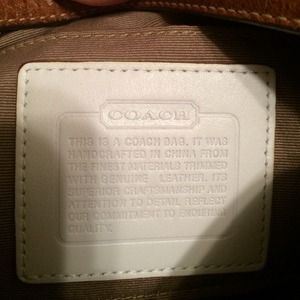 COACH
THIS IS A COACH BAG. IT WAS
HANDCRAFTED IN CHINA FROM
THE FINEST MATERIALS TRIMMED
WITH GENUINE LEATHER. ITS
SUPERIOR CRAFTSMANSHIP AND
ATTENTION TO DETAIL REFLECT
OUR COMMITMENT TO ENDURING
QUALITY.